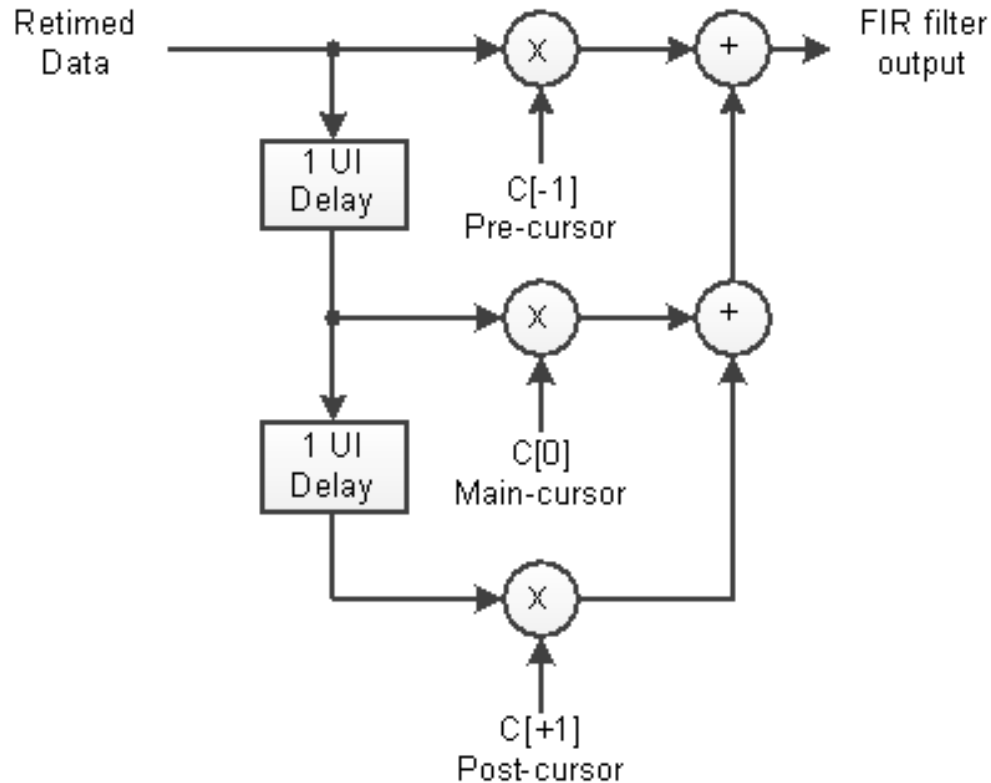 Retimed
Data
X
+
FIR filter
output
1 UI
Delay
C[-1]
Pre-cursor
X
+
1 UI
Delay
C[0]
Main-cursor
X
C[+1]
Post-cursor